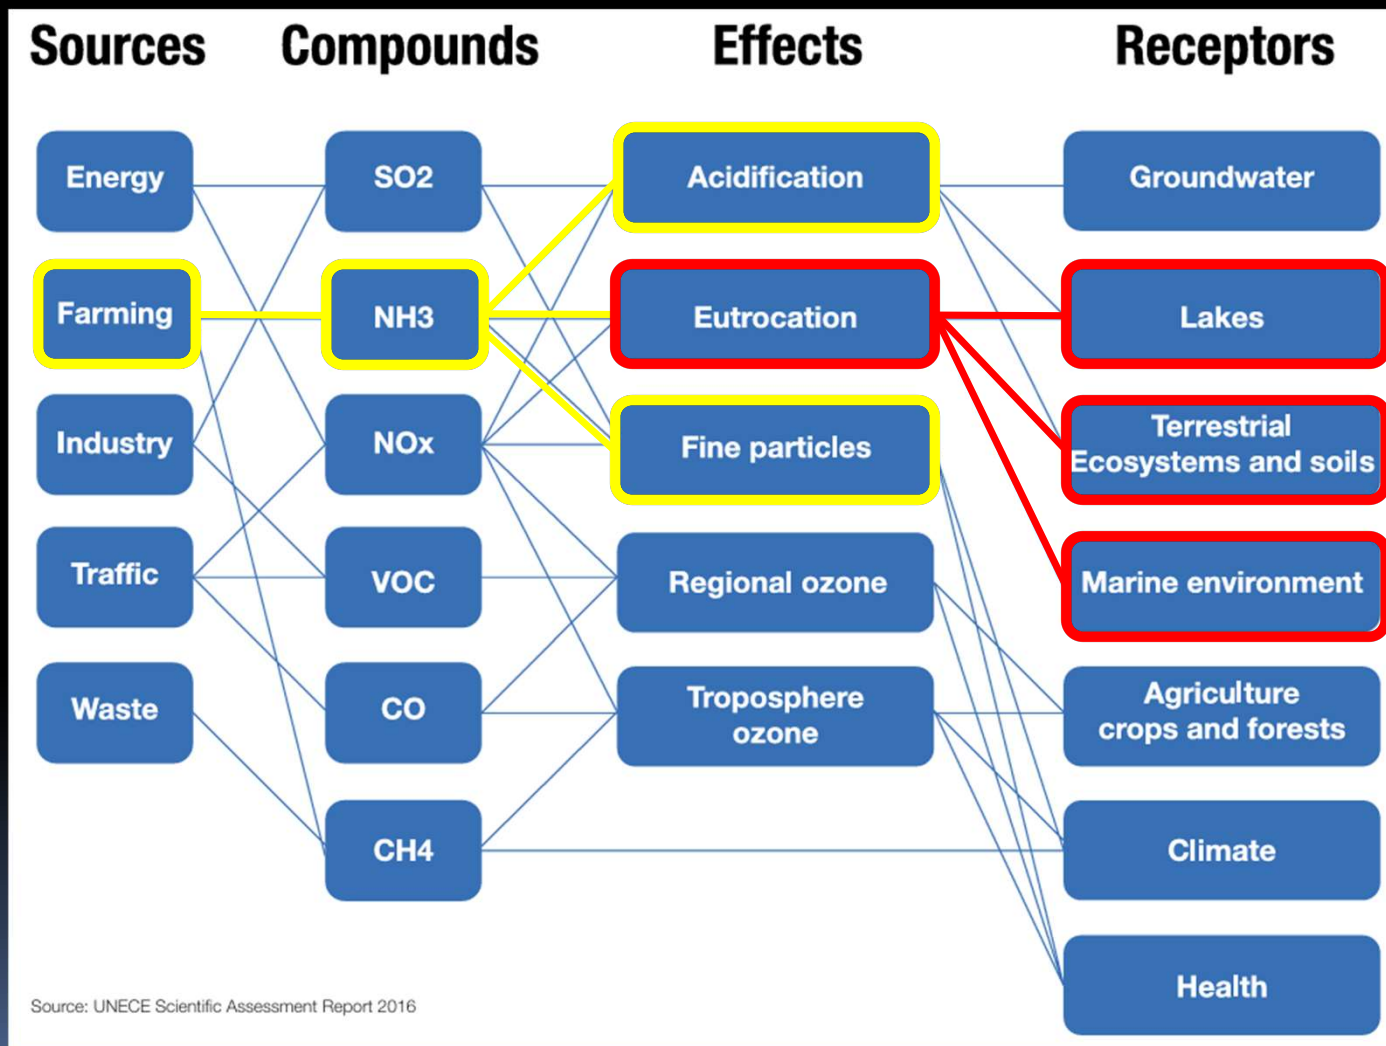 Sources
Compounds
Effects
Receptors
Energy
SO2
Acidification
Groundwater
Farming
NH3
Eutrocation
Lakes
Industry
NOx
Fine particles
Terrestrial
Ecosystems and soils
Traffic
VOC
Regional ozone
Marine environment
Waste
CO
Troposphere
ozone
Agriculture
crops and forests
CH4
Climate
Health
Source: UNECE Scientific Assessment Report 2016